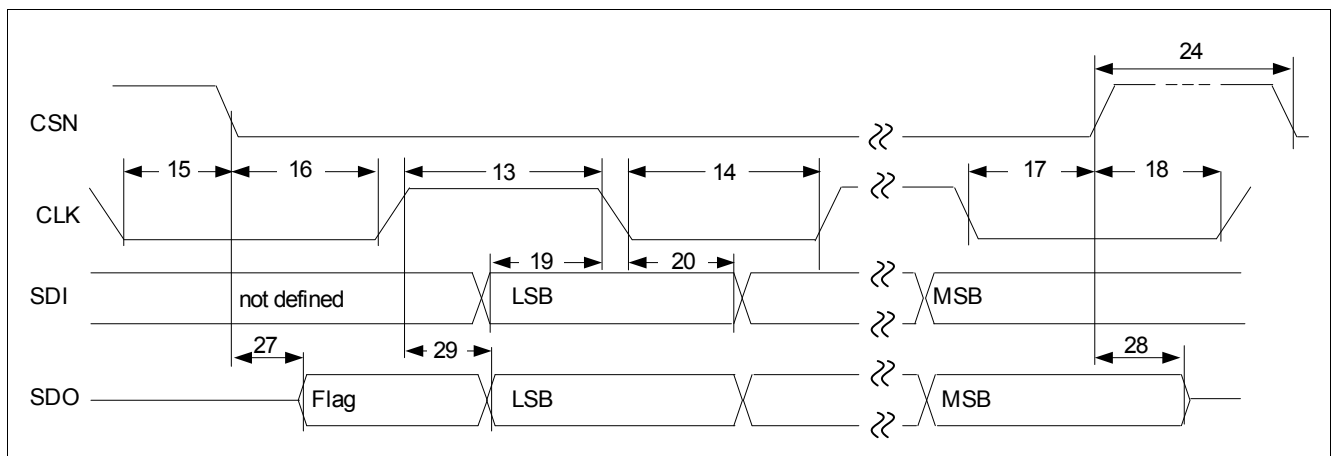 24
CSN
15 16 13 14 17 18
CLK
19 20
SDI not defined LSB MSB
27 29 28
SDO Flag LSB MSB